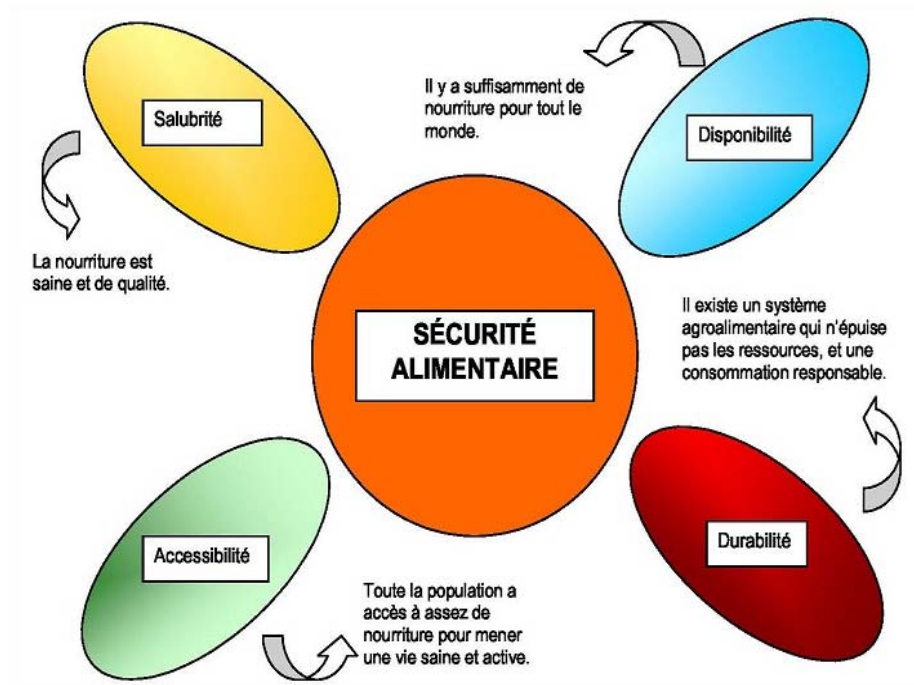 Salubrité
La nourriture est
saine et de qualité.
Il y a suffisamment de
nourriture pour tout le
monde.
Disponibilité
SÉCURITÉ
ALIMENTAIRE
Il existe un système
agroalimentaire qui n'épuise
pas les ressources, et une
consommation responsable.
Accessibilité
Toute la population a
accès à assez de
nourriture pour mener
une vie saine et active.
Durabilité